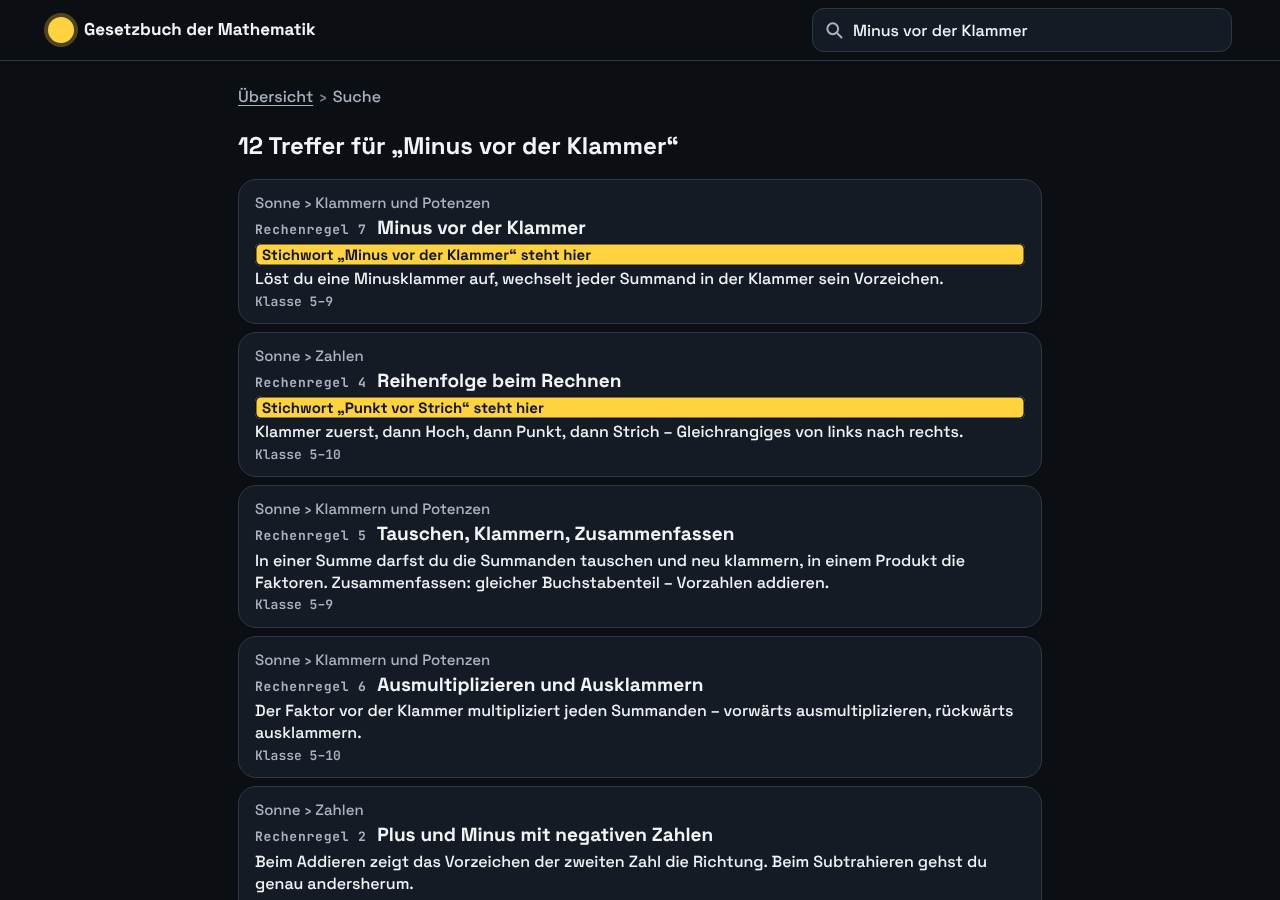 Gesetzbuch der Mathematik
Minus vor der Klammer
Übersicht > Suche
12 Treffer für „Minus vor der Klammer“
Sonne > Klammern und Potenzen
Rechenregel 7 Minus vor der Klammer
Stichwort „Minus vor der Klammer“ steht hier
Löst du eine Minusklammer auf, wechselt jeder Summand in der Klammer sein Vorzeichen.
Klasse 5–9
Sonne > Zahlen
Rechenregel 4 Reihenfolge beim Rechnen
Stichwort „Punkt vor Strich“ steht hier
Klammer zuerst, dann Hoch, dann Punkt, dann Strich – Gleichrangiges von links nach rechts.
Klasse 5–10
Sonne > Klammern und Potenzen
Rechenregel 5 Tauschen, Klammern, Zusammenfassen
In einer Summe darfst du die Summanden tauschen und neu klammern, in einem Produkt die
Faktoren. Zusammenfassen: gleicher Buchstabenteil – Vorzahlen addieren.
Klasse 5–9
Sonne > Klammern und Potenzen
Rechenregel 6 Ausmultiplizieren und Ausklammern
Der Faktor vor der Klammer multipliziert jeden Summanden – vorwärts ausmultiplizieren, rückwärts
ausklammern.
Klasse 5–10
Sonne > Zahlen
Rechenregel 2 Plus und Minus mit negativen Zahlen
Beim Addieren zeigt das Vorzeichen der zweiten Zahl die Richtung. Beim Subtrahieren gehst du
genau andersherum.